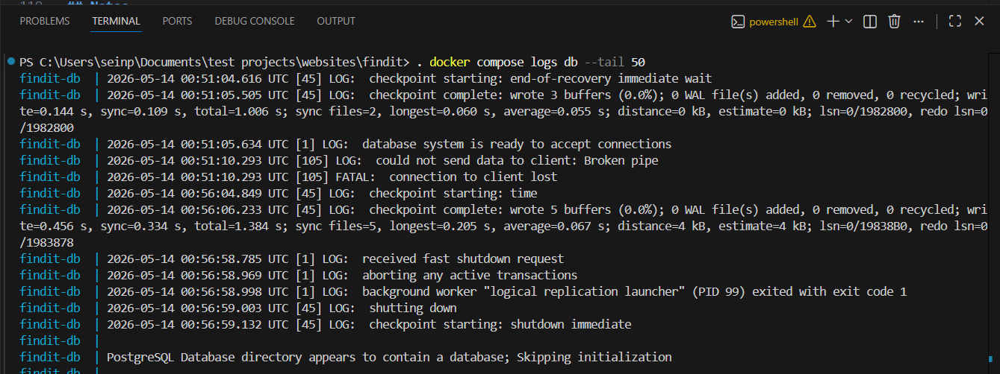 110 ## Notes
PROBLEMS TERMINAL PORTS DEBUG CONSOLE OUTPUT powershell
PS C:\Users\seinp\Documents\test projects\websites\findit> . docker compose logs db --tail 50
findit-db | 2026-05-14 00:51:04.616 UTC [45] LOG: checkpoint starting: end-of-recovery immediate wait
findit-db | 2026-05-14 00:51:05.505 UTC [45] LOG: checkpoint complete: wrote 3 buffers (0.0%); 0 WAL file(s) added, 0 removed, 0 recycled; wri
te=0.144 s, sync=0.109 s, total=1.006 s; sync files=2, longest=0.060 s, average=0.055 s; distance=0 kB, estimate=0 kB; lsn=0/1982800, redo lsn=0
/1982800
findit-db | 2026-05-14 00:51:05.634 UTC [1] LOG: database system is ready to accept connections
findit-db | 2026-05-14 00:51:10.293 UTC [105] LOG: could not send data to client: Broken pipe
findit-db | 2026-05-14 00:51:10.293 UTC [105] FATAL: connection to client lost
findit-db | 2026-05-14 00:56:04.849 UTC [45] LOG: checkpoint starting: time
findit-db | 2026-05-14 00:56:06.233 UTC [45] LOG: checkpoint complete: wrote 5 buffers (0.0%); 0 WAL file(s) added, 0 removed, 0 recycled; wri
te=0.456 s, sync=0.334 s, total=1.384 s; sync files=5, longest=0.205 s, average=0.067 s; distance=4 kB, estimate=4 kB; lsn=0/19838B0, redo lsn=0
/1983878
findit-db | 2026-05-14 00:56:58.785 UTC [1] LOG: received fast shutdown request
findit-db | 2026-05-14 00:56:58.969 UTC [1] LOG: aborting any active transactions
findit-db | 2026-05-14 00:56:58.998 UTC [1] LOG: background worker "logical replication launcher" (PID 99) exited with exit code 1
findit-db | 2026-05-14 00:56:59.003 UTC [45] LOG: shutting down
findit-db | 2026-05-14 00:56:59.132 UTC [45] LOG: checkpoint starting: shutdown immediate
findit-db |
findit-db | PostgreSQL Database directory appears to contain a database; Skipping initialization
findit-db |